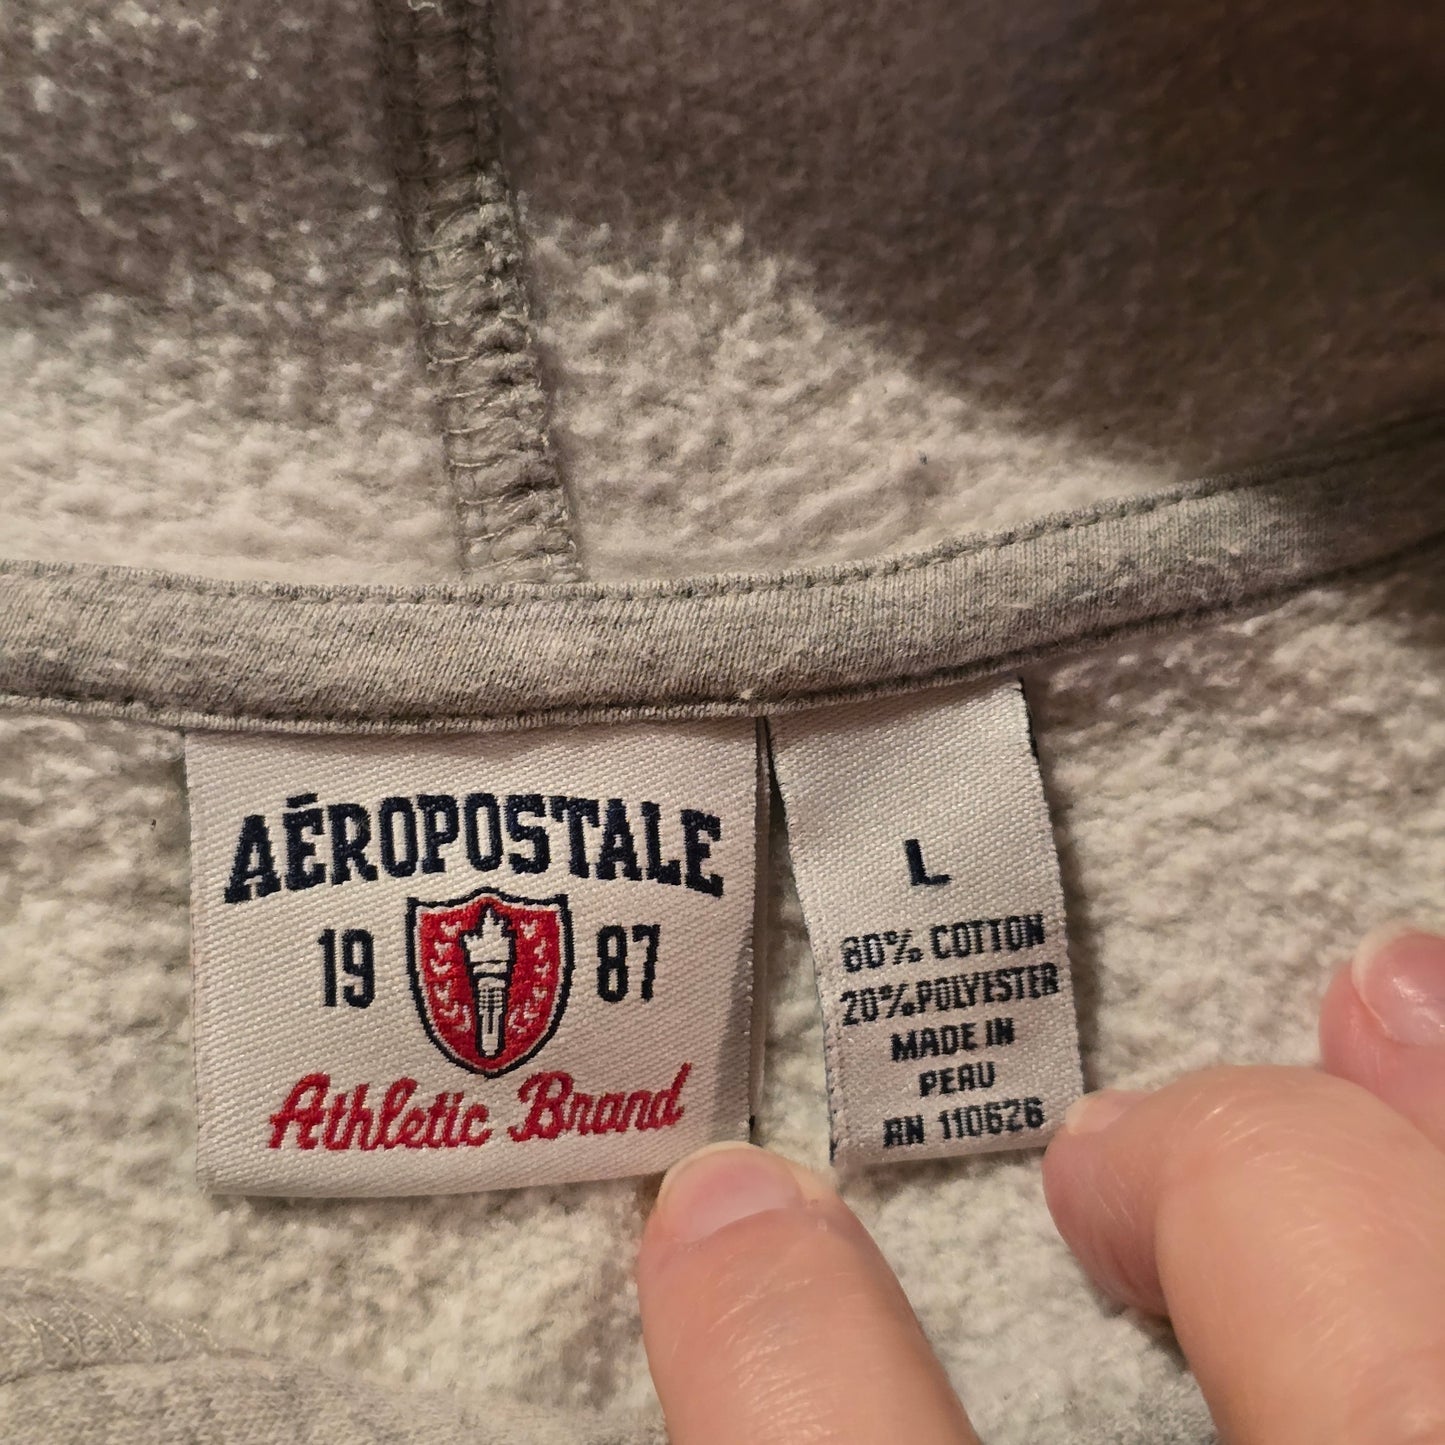 AÉROPOSTALE
19 87
Athletic Brand
L
80% COTTON
20% POLYESTER
MADE IN
PERU
RN 110626